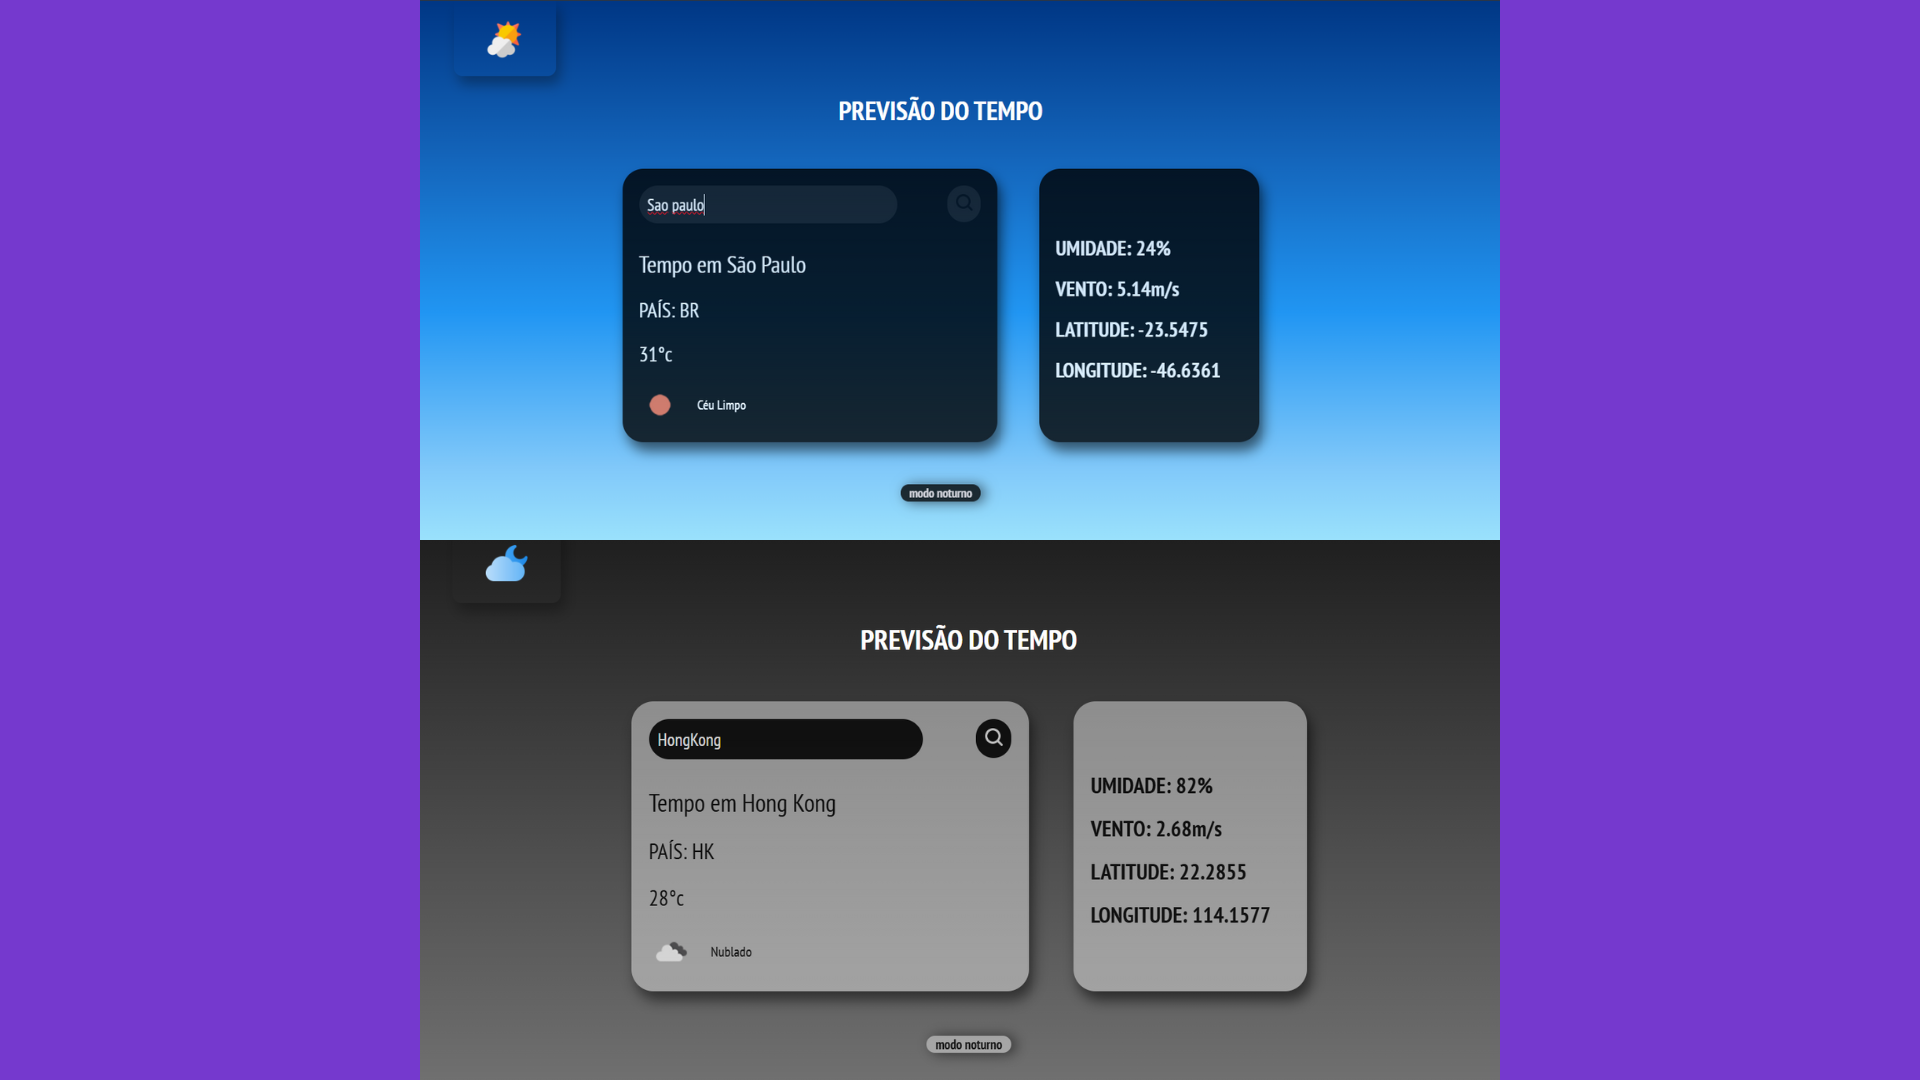 PREVISÃO DO TEMPO
Sao paulo
Tempo em São Paulo
PAÍS: BR
31°c
Céu Limpo
UMIDADE: 24%
VENTO: 5.14m/s
LATITUDE: -23.5475
LONGITUDE: -46.6361
modo noturno
PREVISÃO DO TEMPO
HongKong
Tempo em Hong Kong
PAÍS: HK
28°c
Nublado
UMIDADE: 82%
VENTO: 2.68m/s
LATITUDE: 22.2855
LONGITUDE: 114.1577
modo noturno